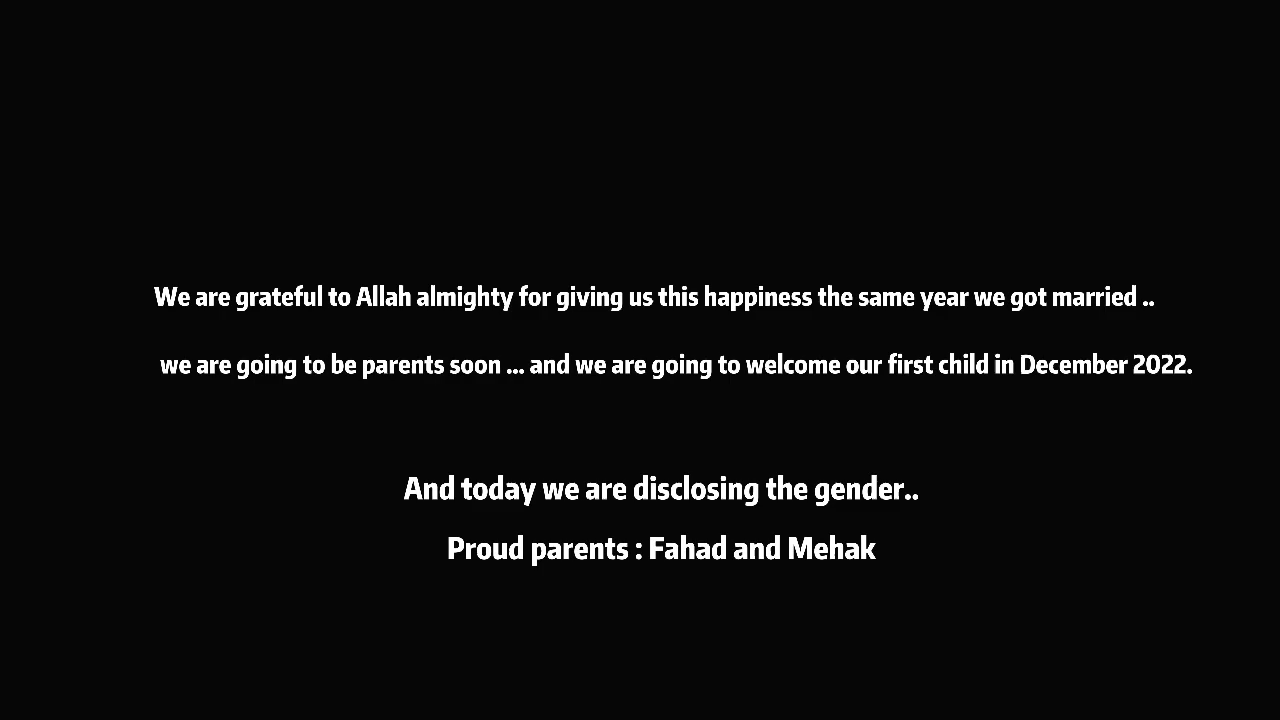 We are grateful to Allah almighty for giving us this happiness the same year we got married ..
we are going to be parents soon ... and we are going to welcome our first child in December 2022.
And today we are disclosing the gender..
Proud parents : Fahad and Mehak